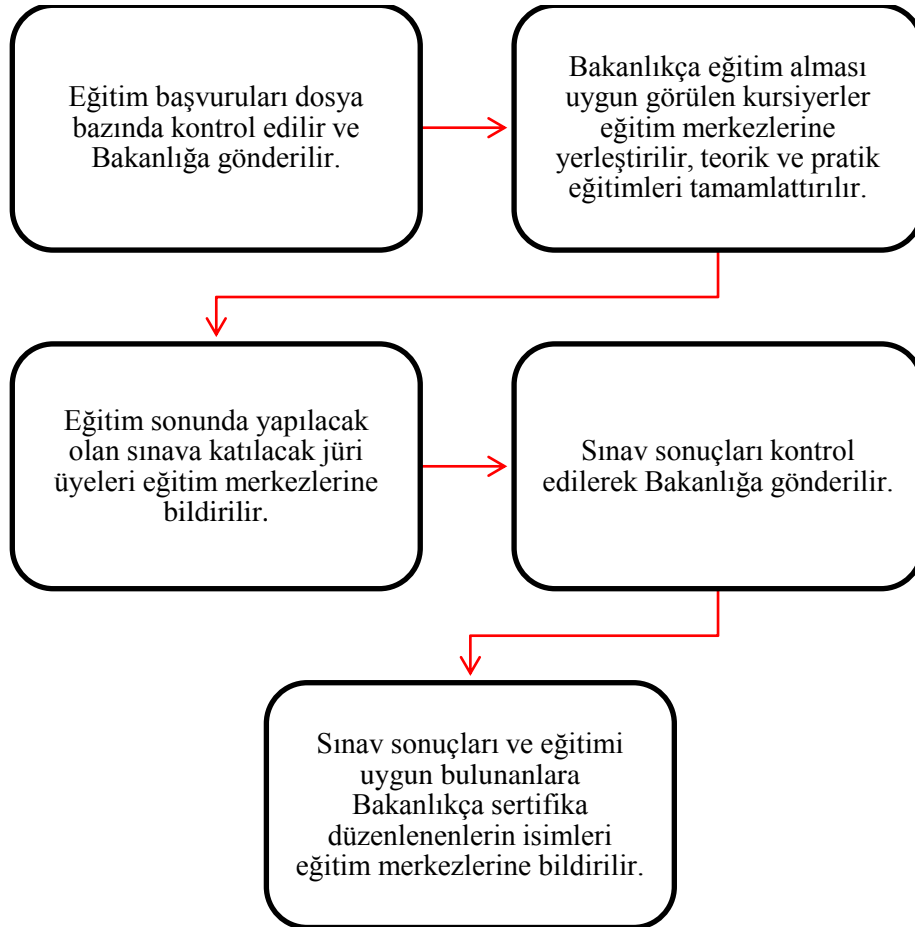 Eğitim başvuruları dosya
bazında kontrol edilir ve
Bakanlığa gönderilir.
Bakanlıkça eğitim alması
uygun görülen kursiyerler
eğitim merkezlerine
yerleştirilir, teorik ve pratik
eğitimleri tamamlattırılır.
Eğitim sonunda yapılacak
olan sınava katılacak jüri
üyeleri eğitim merkezlerine
bildirilir.
Sınav sonuçları kontrol
edilerek Bakanlığa gönderilir.
Sınav sonuçları ve eğitimi
uygun bulunanlara
Bakanlıkça sertifika
düzenlenenlerin isimleri
eğitim merkezlerine bildirilir.